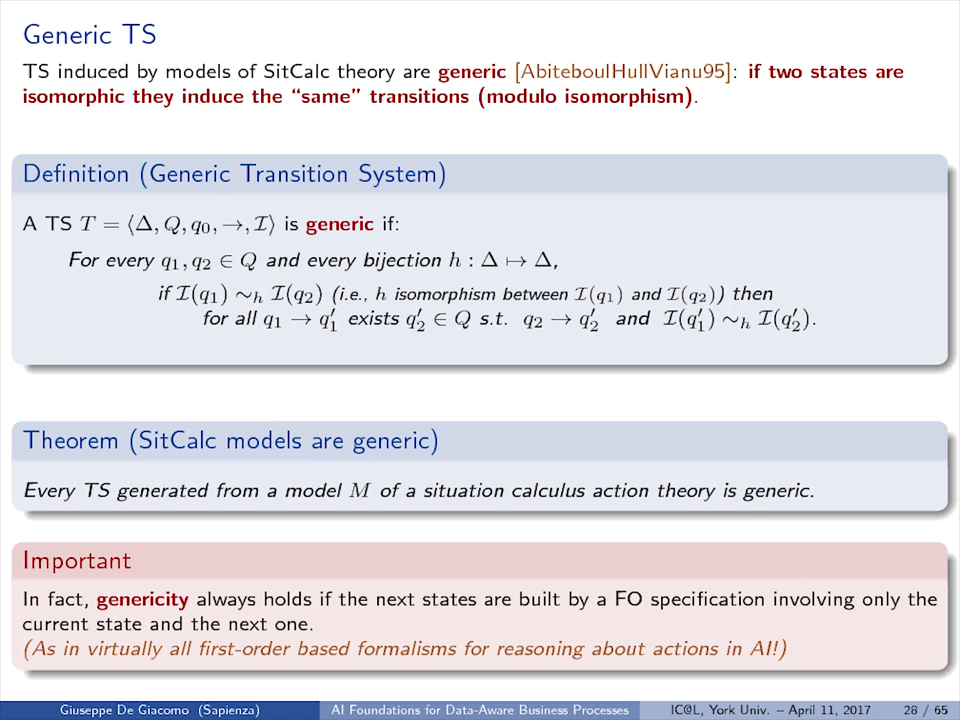 Generic TS
TS induced by models of SitCalc theory are generic [AbiteboulHullVianu95]: if two states are
isomorphic they induce the “same” transitions (modulo isomorphism).
Definition (Generic Transition System)
A TS T = ⟨Δ, Q, q₀, →, ℐ⟩ is generic if:
For every q₁, q₂ ∈ Q and every bijection h : Δ ↦ Δ,
if ℐ(q₁) ∼ₕ ℐ(q₂) (i.e., h isomorphism between ℐ(q₁) and ℐ(q₂)) then
for all q₁ → q′₁ exists q′₂ ∈ Q s.t. q₂ → q′₂ and ℐ(q′₁) ∼ₕ ℐ(q′₂).
Theorem (SitCalc models are generic)
Every TS generated from a model M of a situation calculus action theory is generic.
Important
In fact, genericity always holds if the next states are built by a FO specification involving only the
current state and the next one.
(As in virtually all first-order based formalisms for reasoning about actions in AI!)
Giuseppe De Giacomo (Sapienza) AI Foundations for Data-Aware Business Processes IC@L, York Univ. – April 11, 2017 28 / 65